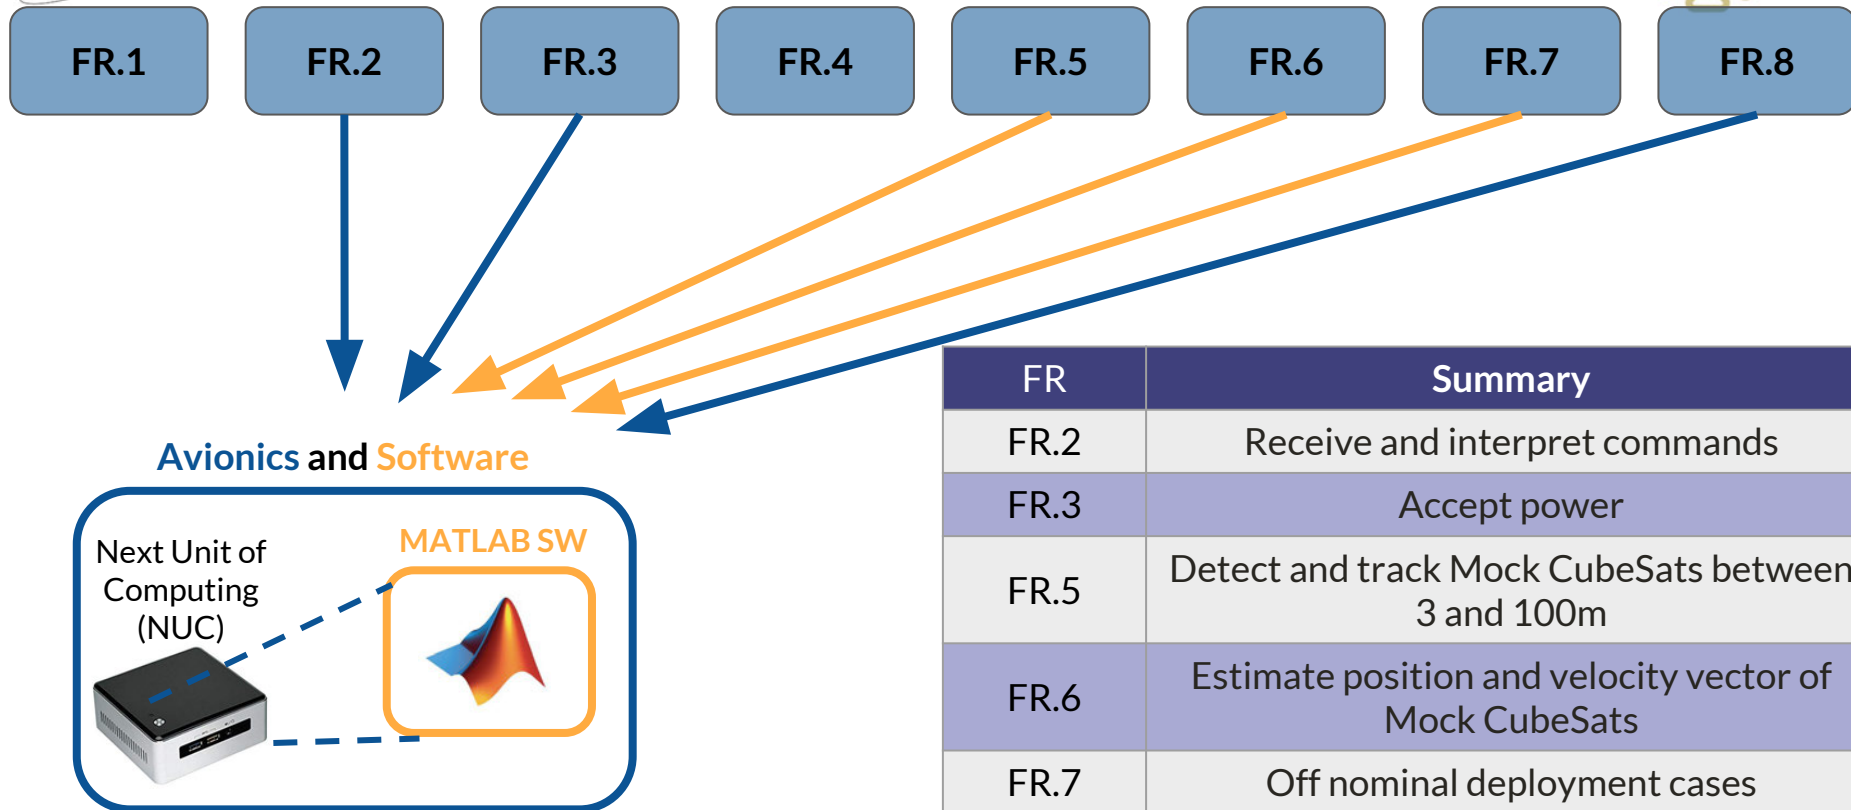 FR.1 FR.2 FR.3 FR.4 FR.5 FR.6 FR.7 FR.8
Avionics and Software
Next Unit of
Computing
(NUC)
MATLAB SW
FR Summary
FR.2 Receive and interpret commands
FR.3 Accept power
FR.5 Detect and track Mock CubeSats between
3 and 100m
FR.6 Estimate position and velocity vector of
Mock CubeSats
FR.7 Off nominal deployment cases